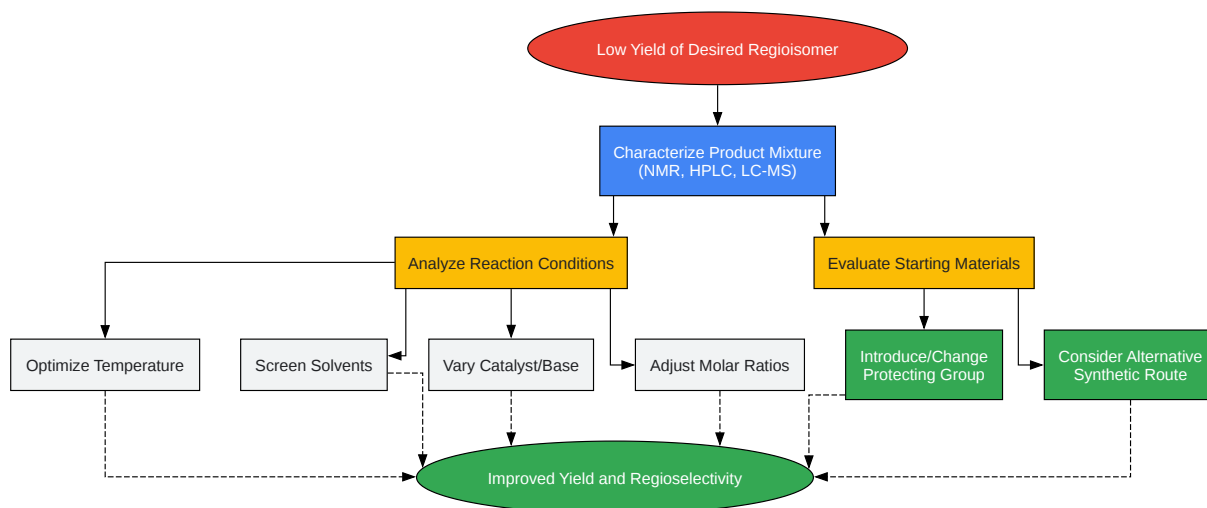 Low Yield of Desired Regioisomer
Characterize Product Mixture
(NMR, HPLC, LC-MS)
Analyze Reaction Conditions
Evaluate Starting Materials
Optimize Temperature
Screen Solvents
Vary Catalyst/Base
Adjust Molar Ratios
Introduce/Change
Protecting Group
Consider Alternative
Synthetic Route
Improved Yield and Regioselectivity